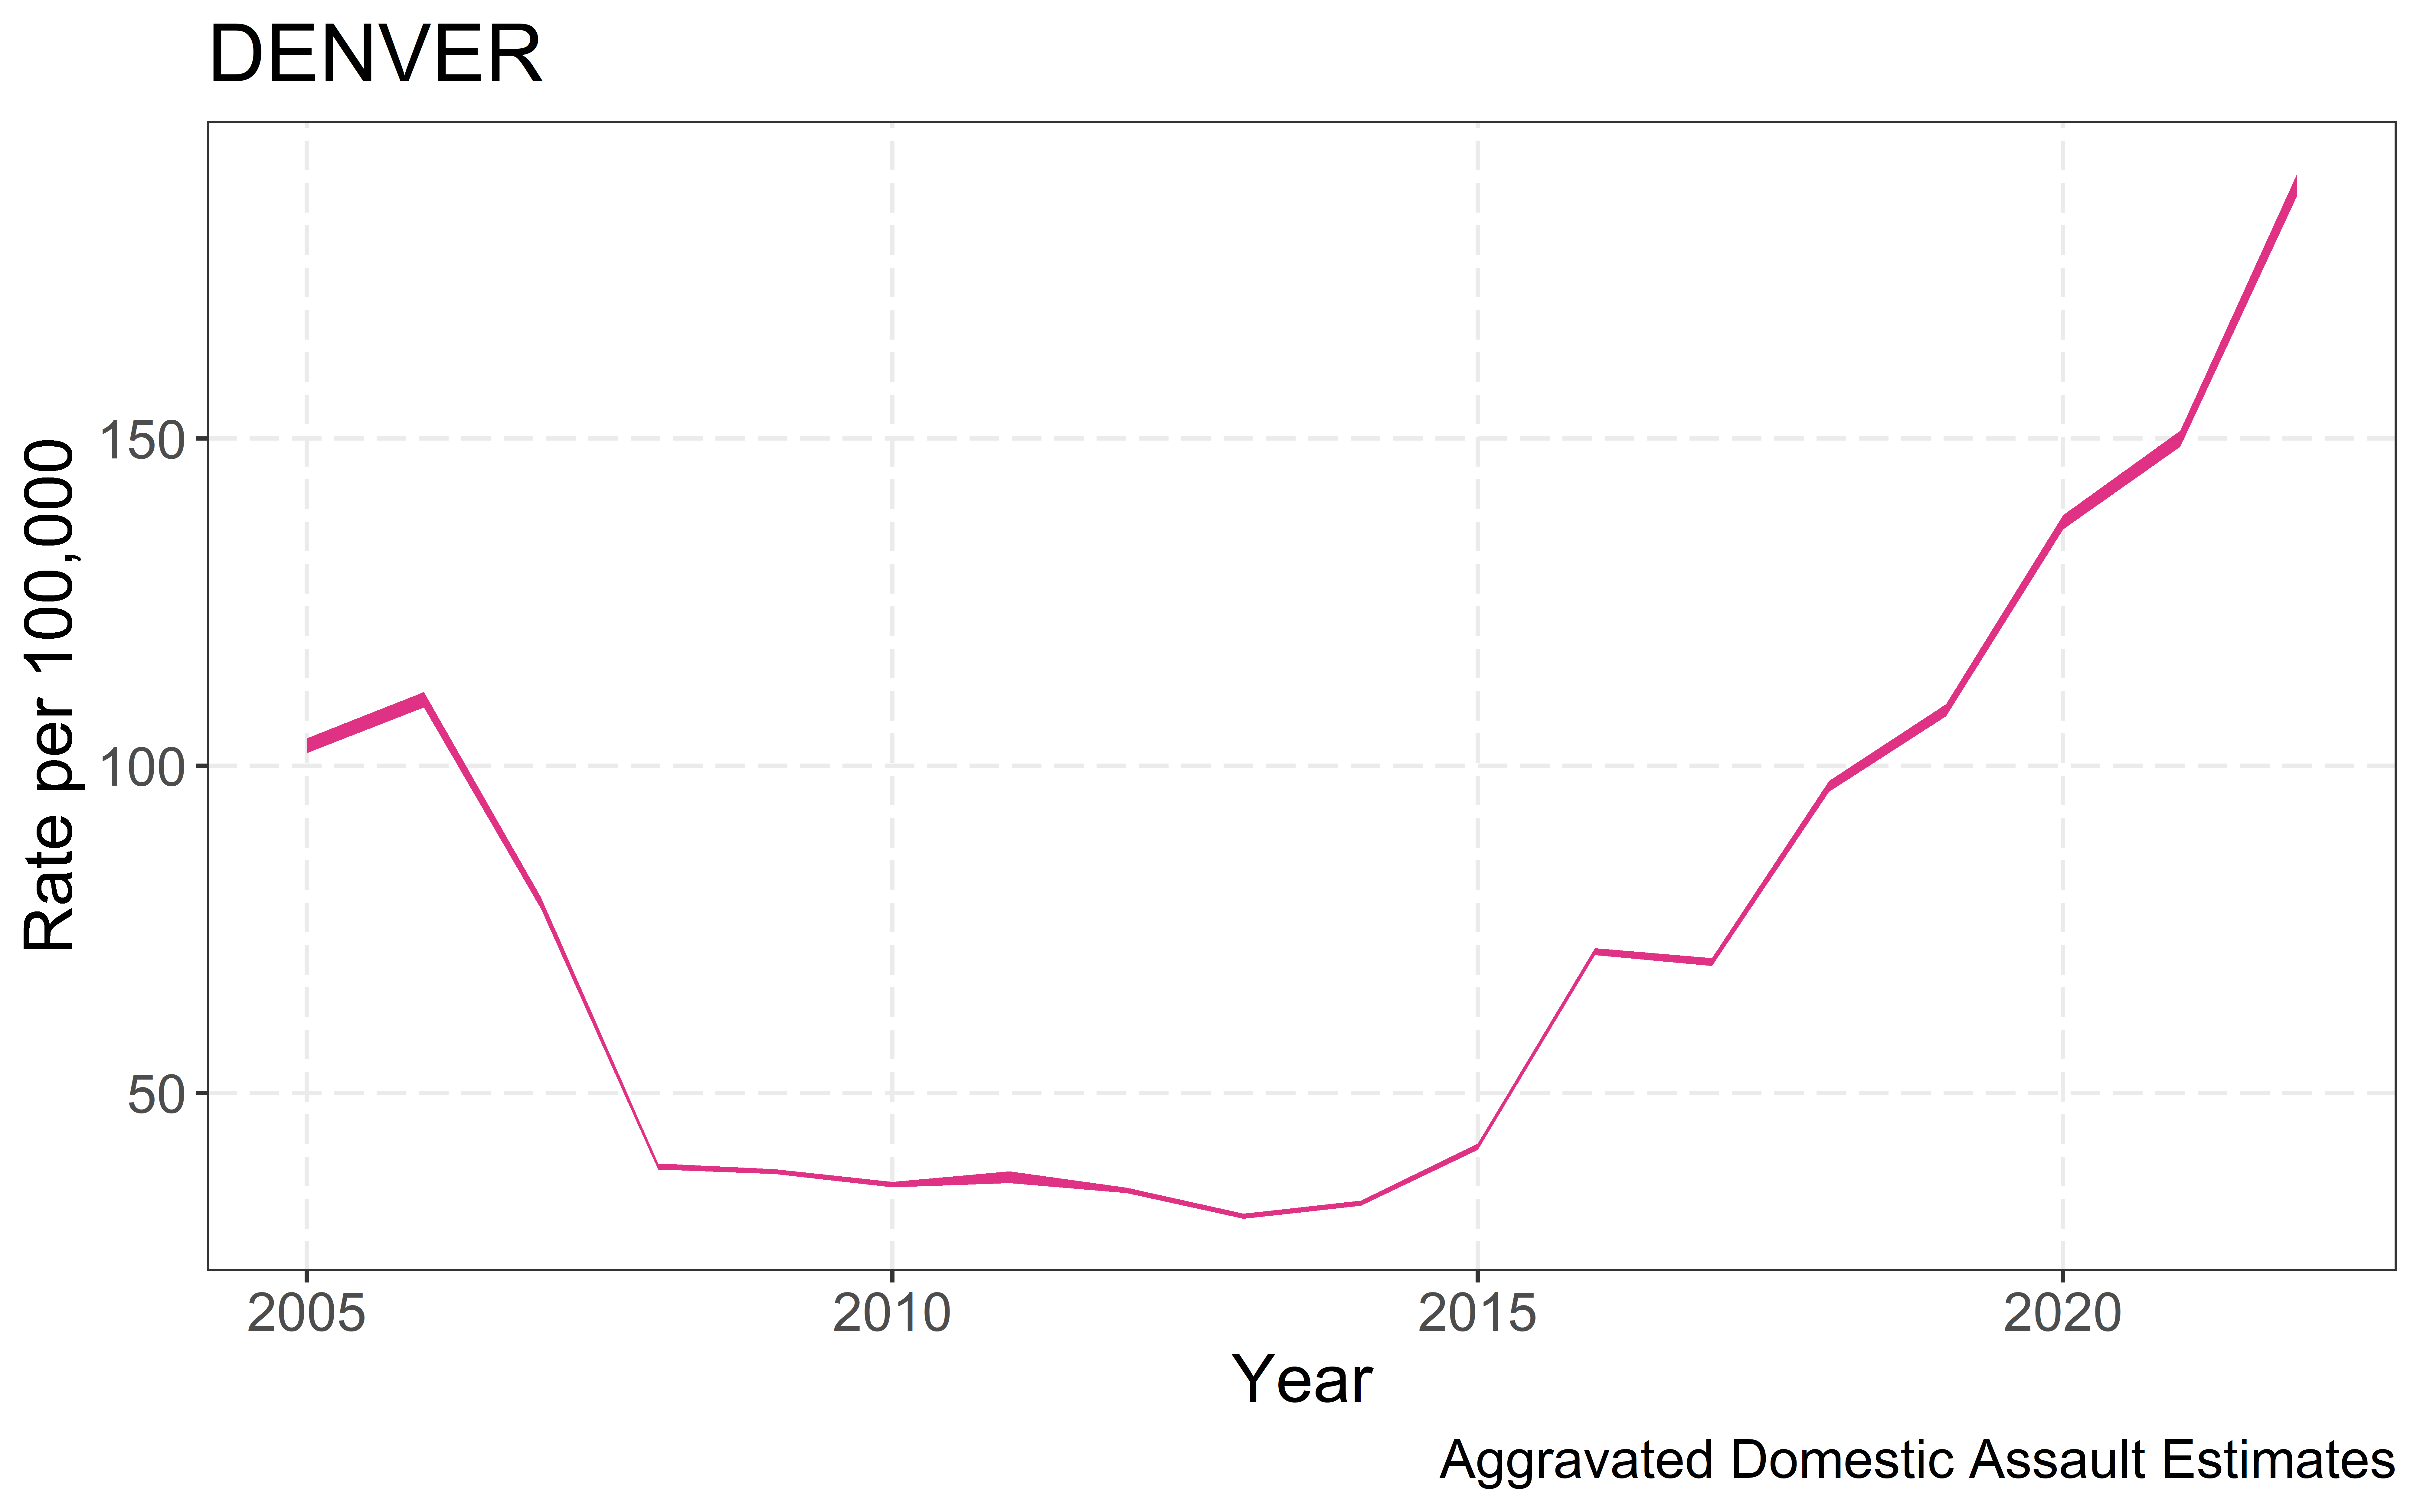 DENVER
Rate per 100,000
150
100
50
2005 2010 2015 2020
Year
Aggravated Domestic Assault Estimates